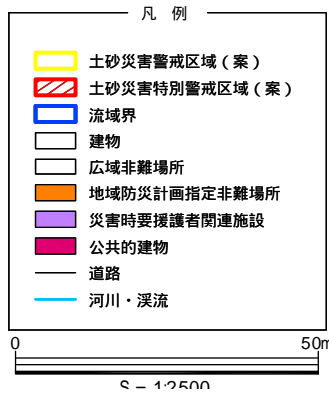 凡 例
土砂災害警戒区域（案）
土砂災害特別警戒区域（案）
流域界
建物
広域非難場所
地域防災計画指定非難場所
災害時要援護者関連施設
公共的建物
道路
河川・渓流
0 50m
S = 1:2500